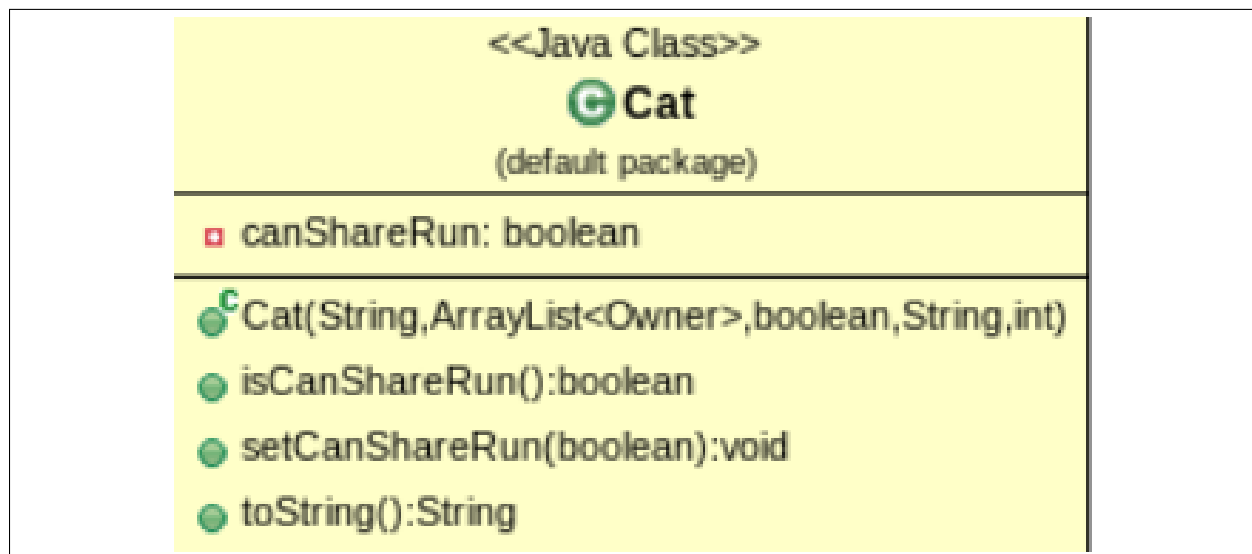 <<Java Class>>
C Cat
(default package)
canShareRun: boolean
C Cat(String,ArrayList<Owner>,boolean,String,int)
isCanShareRun():boolean
setCanShareRun(boolean):void
toString():String